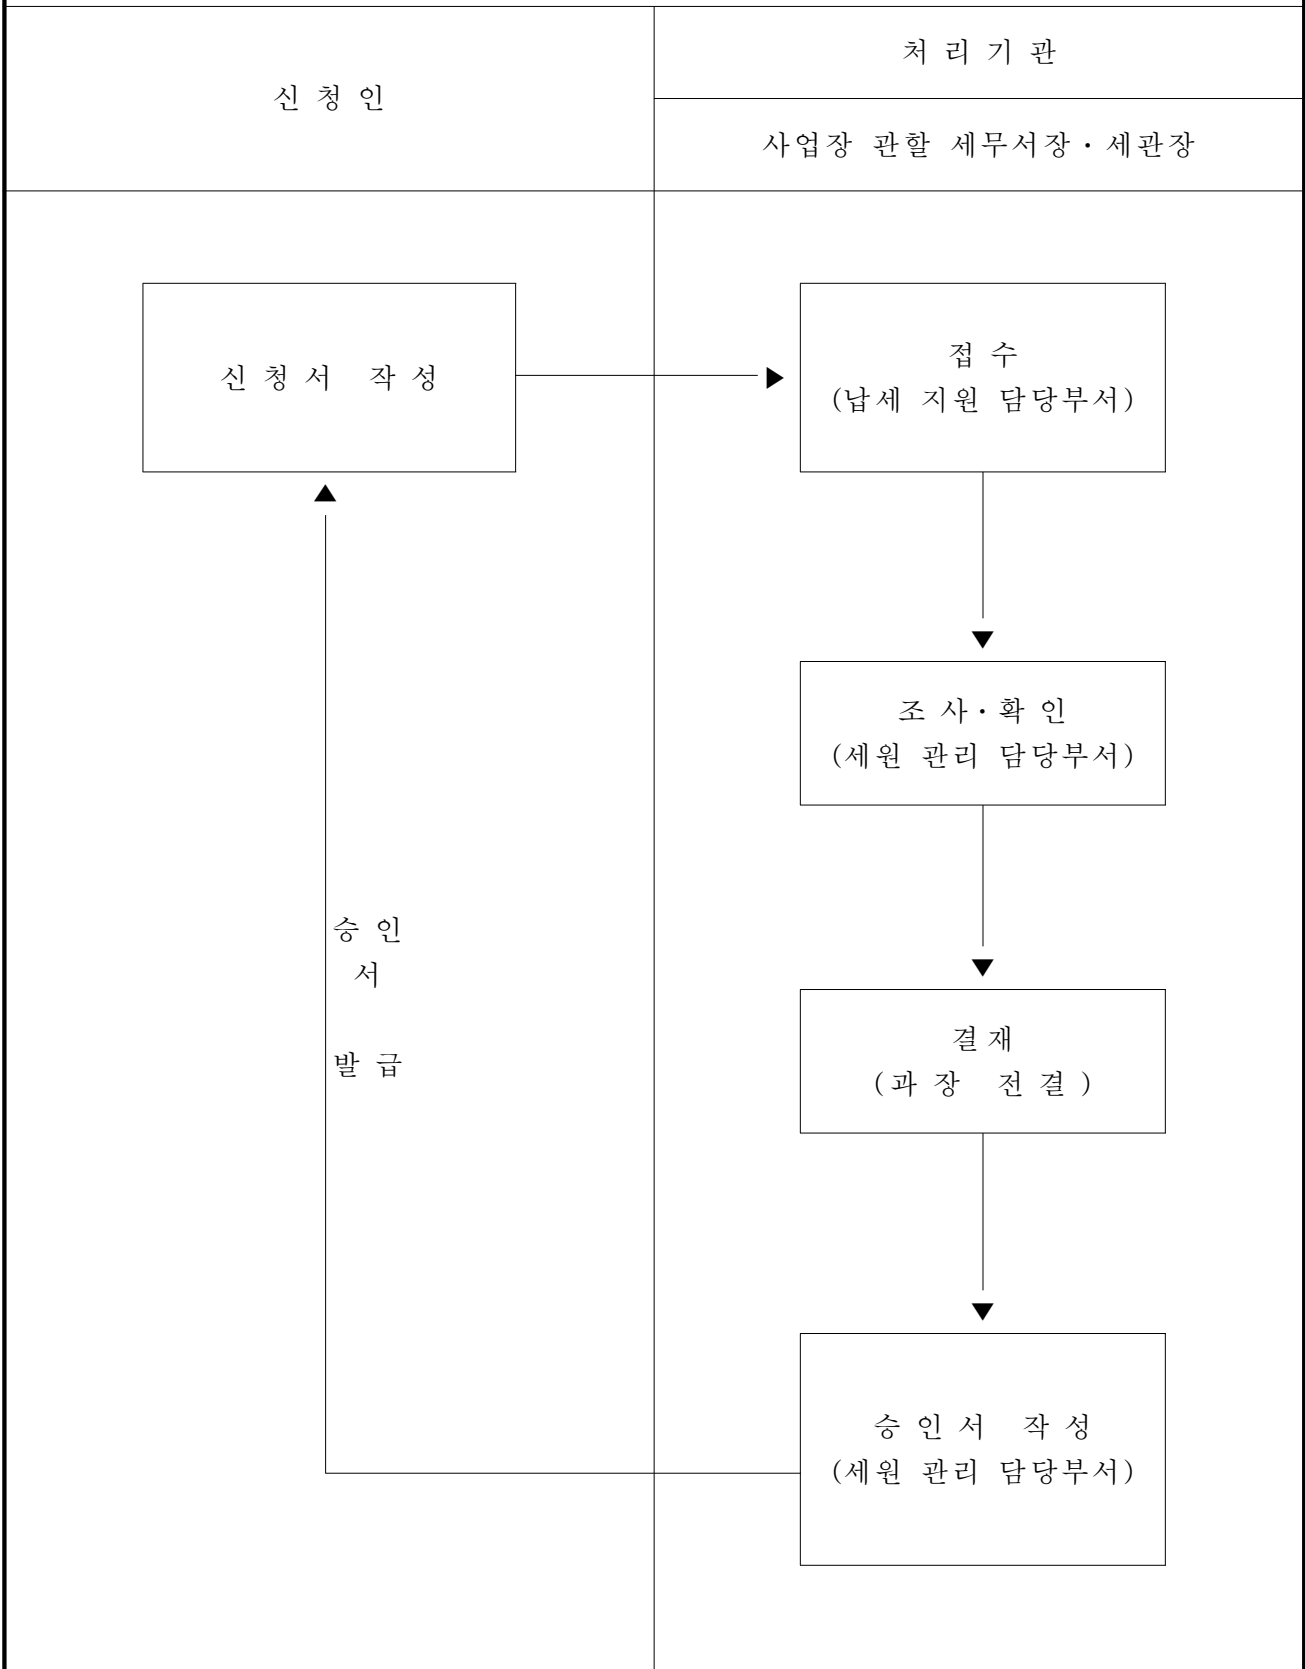 신 청 인
처 리 기 관
사업장 관할 세무서장·세관장
신 청 서 작 성
접 수
(납세 지원 담당부서)
조 사·확 인
(세원 관리 담당부서)
승 인
서
발 급
결 재
(과 장 전 결 )
승 인 서 작 성
(세원 관리 담당부서)